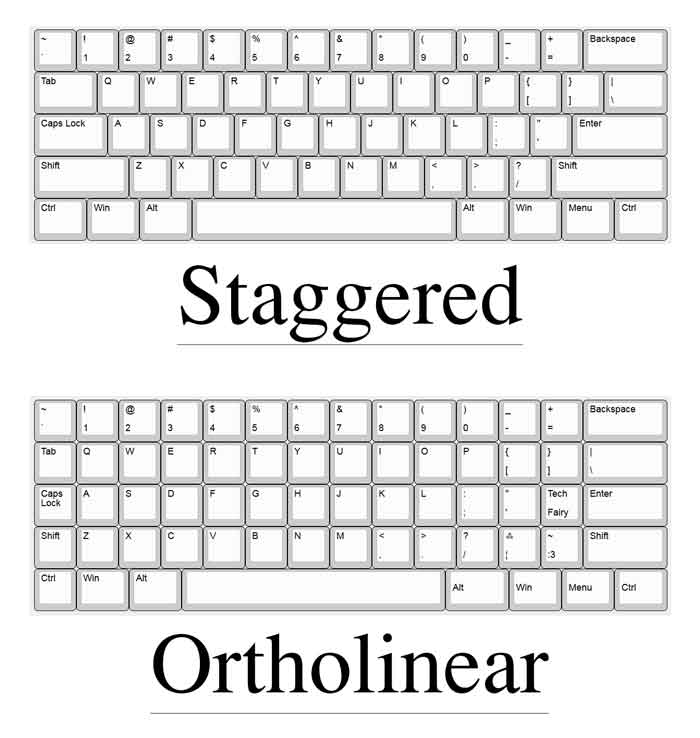 ~ ! @ # $ % ^ & * ( ) _ + Backspace
` 1 2 3 4 5 6 7 8 9 0 - =
Tab Q W E R T Y U I O P { } |
[ ] \
Caps Lock A S D F G H J K L : " Enter
; '
Shift Z X C V B N M < > ? Shift
, . /
Ctrl Win Alt Alt Win Menu Ctrl
Staggered
~ ! @ # $ % ^ & * ( ) _ + Backspace
` 1 2 3 4 5 6 7 8 9 0 - =
Tab Q W E R T Y U I O P { } |
[ ] \
Caps A S D F G H J K L : " Tech Enter
Lock ; ' Fairy
Shift Z X C V B N M < > ? ~ Shift
, . / ¦ :3
Ctrl Win Alt Alt Win Menu Ctrl
Ortholinear